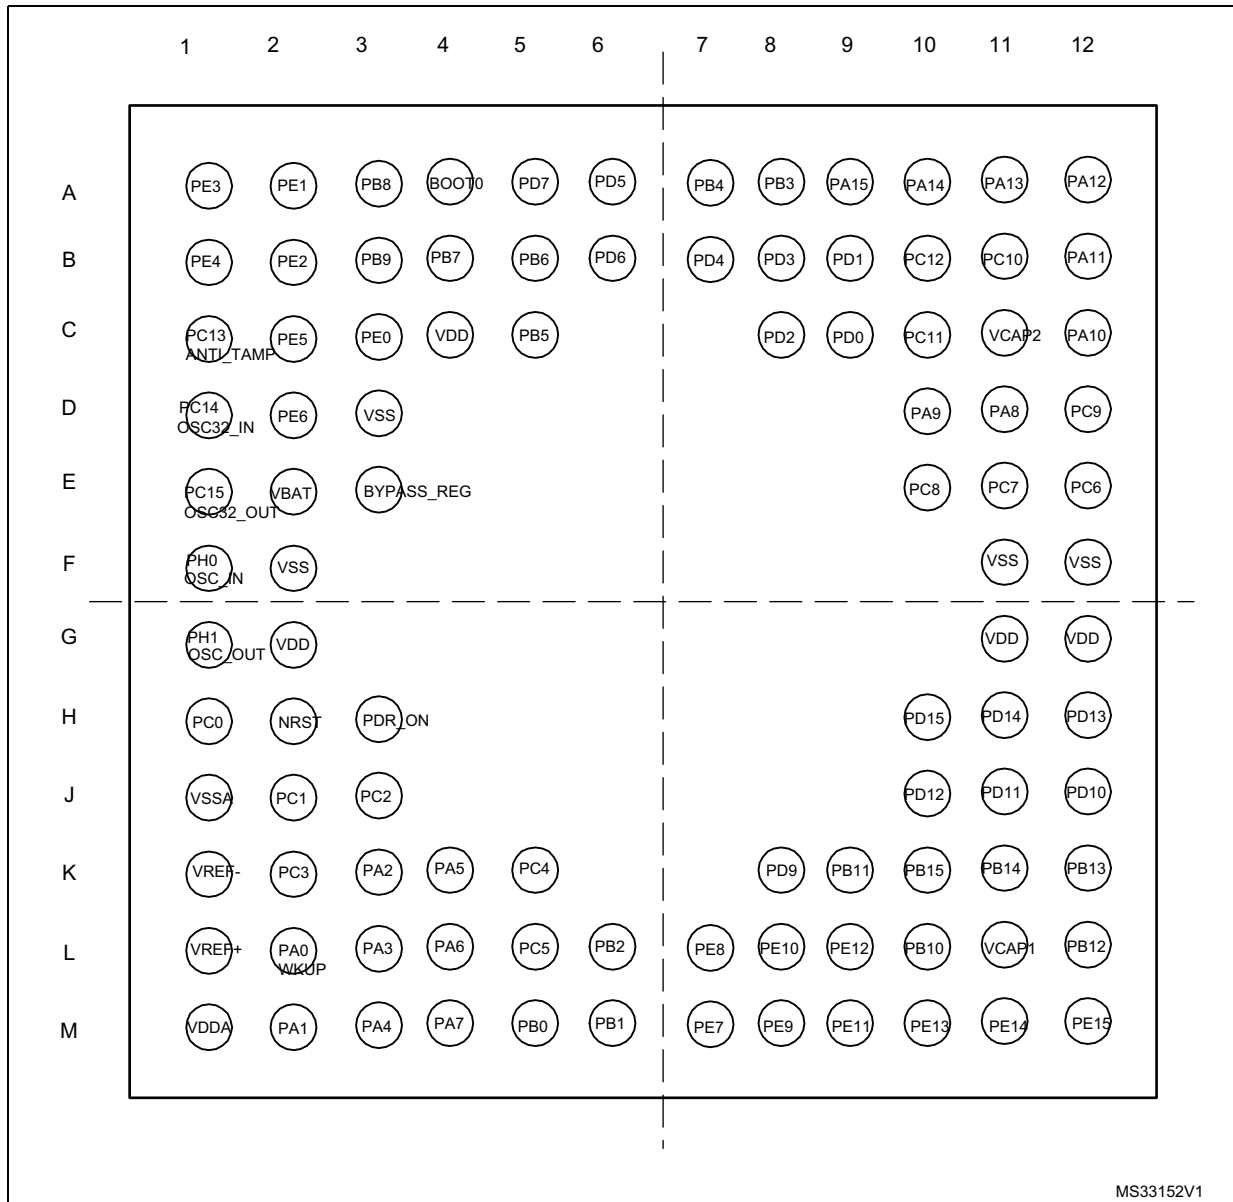 1 2 3 4 5 6 7 8 9 10 11 12
A PE3 PE1 PB8 BOOT0 PD7 PD5 PB4 PB3 PA15 PA14 PA13 PA12
B PE4 PE2 PB9 PB7 PB6 PD6 PD4 PD3 PD1 PC12 PC10 PA11
C PC13 PE5 PE0 VDD PB5 PD2 PD0 PC11 VCAP2 PA10
ANTI_TAMP
D PC14 PE6 VSS PA9 PA8 PC9
OSC32_IN
E PC15 VBAT BYPASS_REG PC8 PC7 PC6
OSC32_OUT
F PH0 VSS VSS VSS
OSC_IN
G PH1 VDD VDD VDD
OSC_OUT
H PC0 NRST PDR_ON PD15 PD14 PD13
J VSSA PC1 PC2 PD12 PD11 PD10
K VREF- PC3 PA2 PA5 PC4 PD9 PB11 PB15 PB14 PB13
L VREF+ PA0 PA3 PA6 PC5 PB2 PE8 PE10 PE12 PB10 VCAP1 PB12
WKUP
M VDDA PA1 PA4 PA7 PB0 PB1 PE7 PE9 PE11 PE13 PE14 PE15
MS33152V1